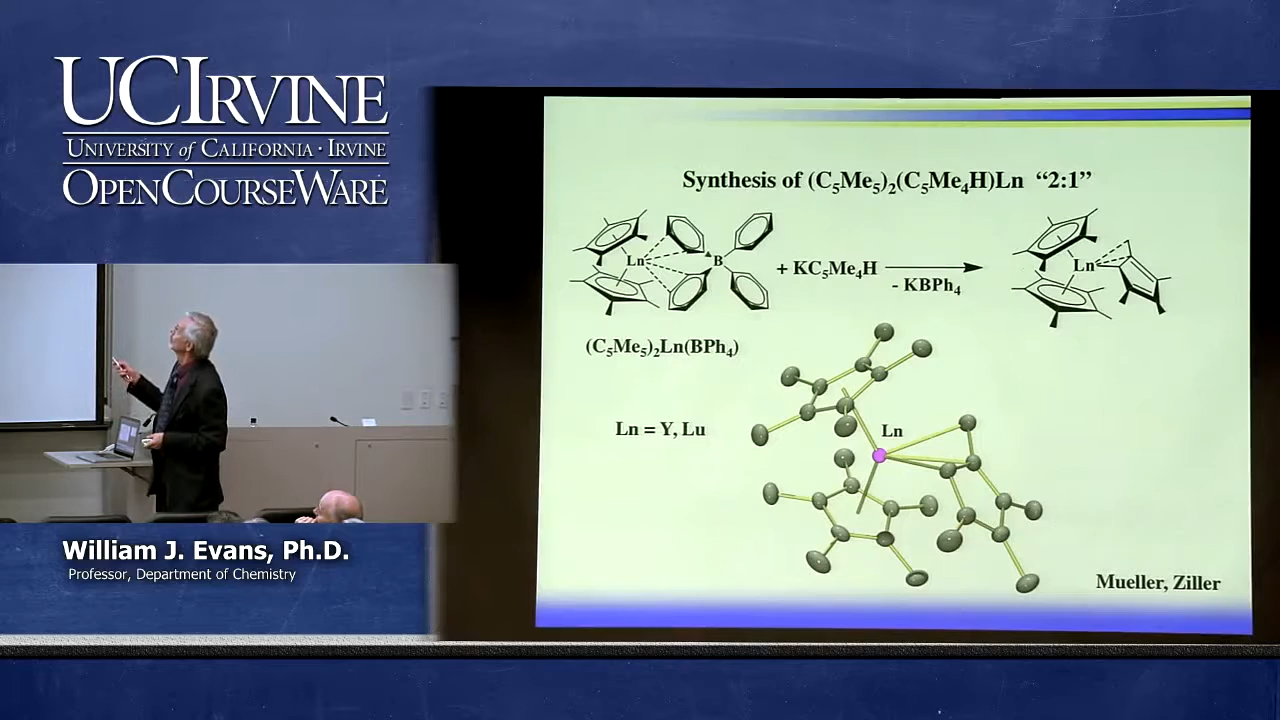 UCIRVINE
UNIVERSITY of CALIFORNIA · IRVINE
OPENCOURSEWARE
Synthesis of (C₅Me₅)₂(C₅Me₄H)Ln “2:1”
Ln
B
+ KC₅Me₄H
- KBPh₄
Ln
(C₅Me₅)₂Ln(BPh₄)
Ln = Y, Lu
Ln
Mueller, Ziller
William J. Evans, Ph.D.
Professor, Department of Chemistry